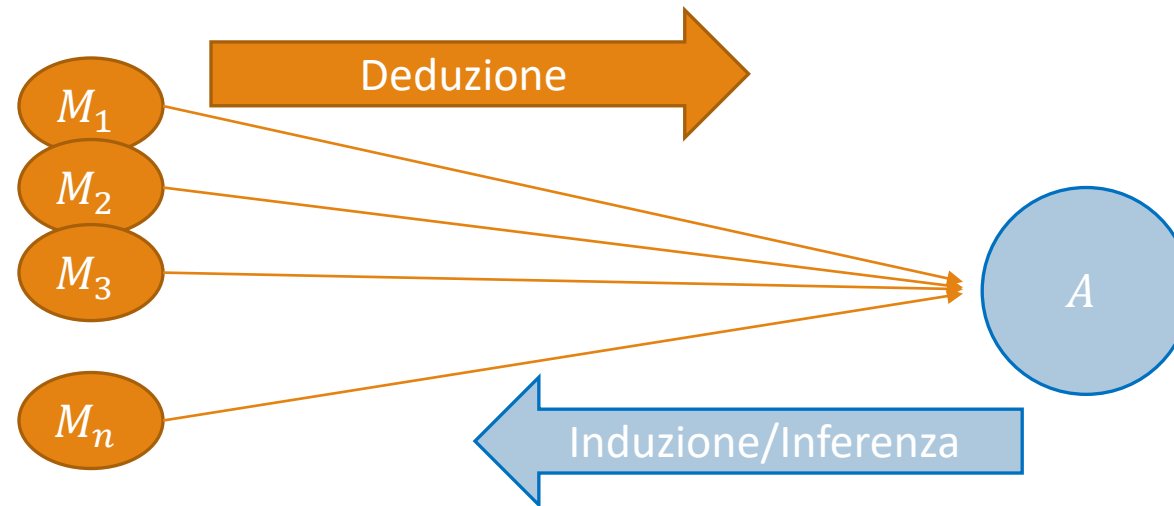 Deduzione
M₁
M₂
M₃
A
Mₙ
Induzione/Inferenza